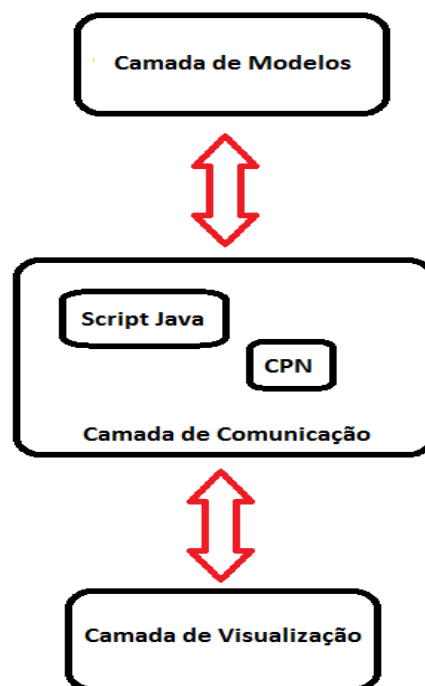 Camada de Modelos
Script Java
CPN
Camada de Comunicação
Camada de Visualização